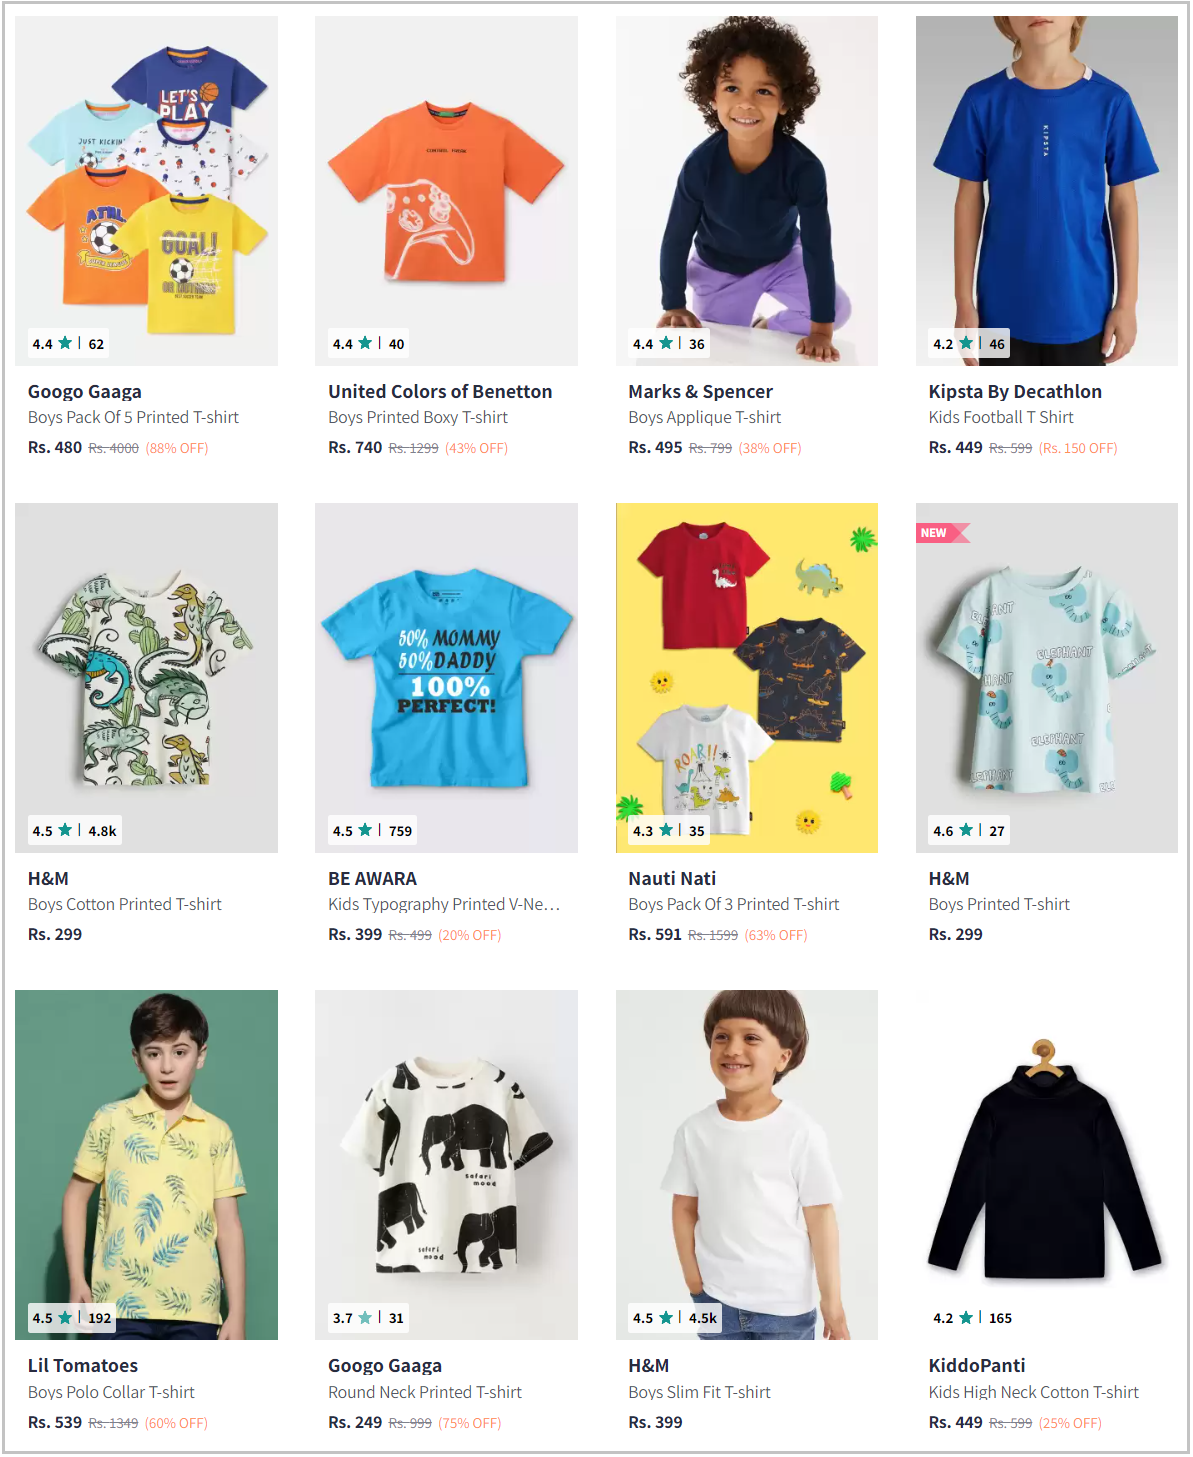 LET'S
PLAY
JUST KICKIN'
GOAL!
CONTROL FREAK
KIPSTA
4.4 ★ | 62
4.4 ★ | 40
4.4 ★ | 36
4.2 ★ | 46
Googo Gaaga
Boys Pack Of 5 Printed T-shirt
Rs. 480 Rs. 4000 (88% OFF)
United Colors of Benetton
Boys Printed Boxy T-shirt
Rs. 740 Rs. 1299 (43% OFF)
Marks & Spencer
Boys Applique T-shirt
Rs. 495 Rs. 799 (38% OFF)
Kipsta By Decathlon
Kids Football T Shirt
Rs. 449 Rs. 599 (Rs. 150 OFF)
50% MOMMY
50% DADDY
100%
PERFECT!
ROAR!!
NEW
ELEPHANT
ELEPHANT
4.5 ★ | 4.8k
4.5 ★ | 759
4.3 ★ | 35
4.6 ★ | 27
H&M
Boys Cotton Printed T-shirt
Rs. 299
BE AWARA
Kids Typography Printed V-Ne...
Rs. 399 Rs. 499 (20% OFF)
Nauti Nati
Boys Pack Of 3 Printed T-shirt
Rs. 591 Rs. 1599 (63% OFF)
H&M
Boys Printed T-shirt
Rs. 299
safari
mood
safari
mood
4.5 ★ | 192
3.7 ★ | 31
4.5 ★ | 4.5k
4.2 ★ | 165
Lil Tomatoes
Boys Polo Collar T-shirt
Rs. 539 Rs. 1349 (60% OFF)
Googo Gaaga
Round Neck Printed T-shirt
Rs. 249 Rs. 999 (75% OFF)
H&M
Boys Slim Fit T-shirt
Rs. 399
KiddoPanti
Kids High Neck Cotton T-shirt
Rs. 449 Rs. 599 (25% OFF)